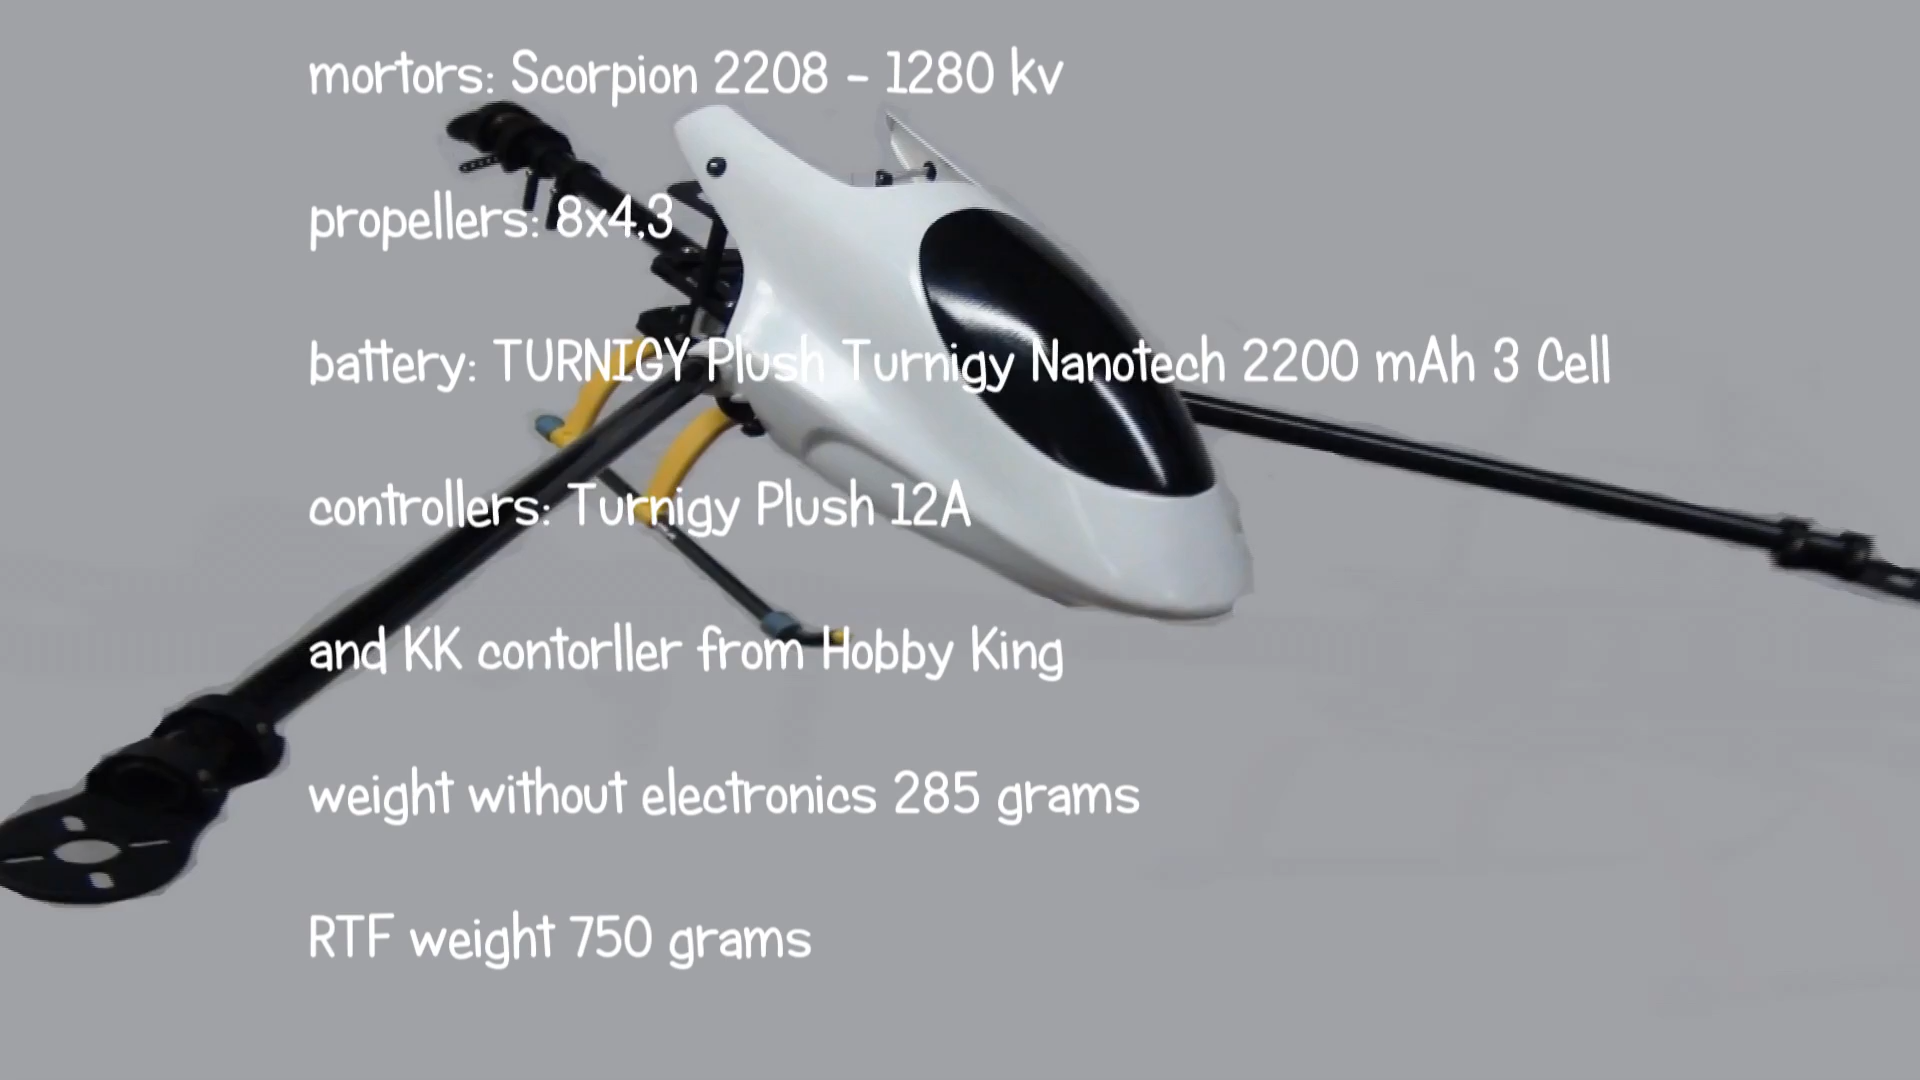 mortors: Scorpion 2208 - 1280 kv
propellers: 8x4.3
battery: TURNIGY Plush Turnigy Nanotech 2200 mAh 3 Cell
controllers: Turnigy Plush 12A
and KK contorller from Hobby King
weight without electronics 285 grams
RTF weight 750 grams